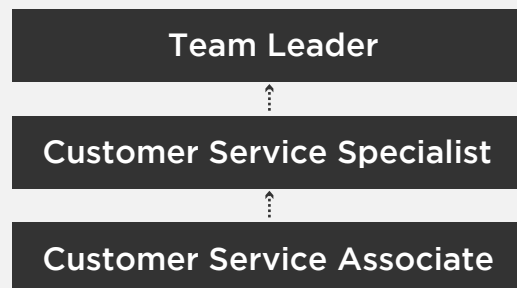 Team Leader
Customer Service Specialist
Customer Service Associate